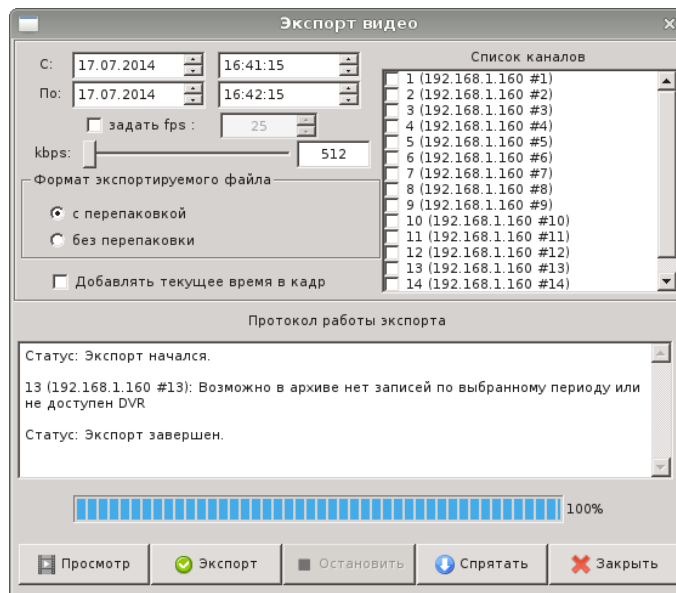 Экспорт видео
С: 17.07.2014 16:41:15
По: 17.07.2014 16:42:15
задать fps : 25
kbps: 512
Формат экспортируемого файла
с перепаковкой
без перепаковки
Добавлять текущее время в кадр
Список каналов
1 (192.168.1.160 #1)
2 (192.168.1.160 #2)
3 (192.168.1.160 #3)
4 (192.168.1.160 #4)
5 (192.168.1.160 #5)
6 (192.168.1.160 #6)
7 (192.168.1.160 #7)
8 (192.168.1.160 #8)
9 (192.168.1.160 #9)
10 (192.168.1.160 #10)
11 (192.168.1.160 #11)
12 (192.168.1.160 #12)
13 (192.168.1.160 #13)
14 (192.168.1.160 #14)
Протокол работы экспорта
Статус: Экспорт начался.
13 (192.168.1.160 #13): Возможно в архиве нет записей по выбранному периоду или
не доступен DVR
Статус: Экспорт завершен.
100%
Просмотр
Экспорт
Остановить
Спрятать
Закрыть